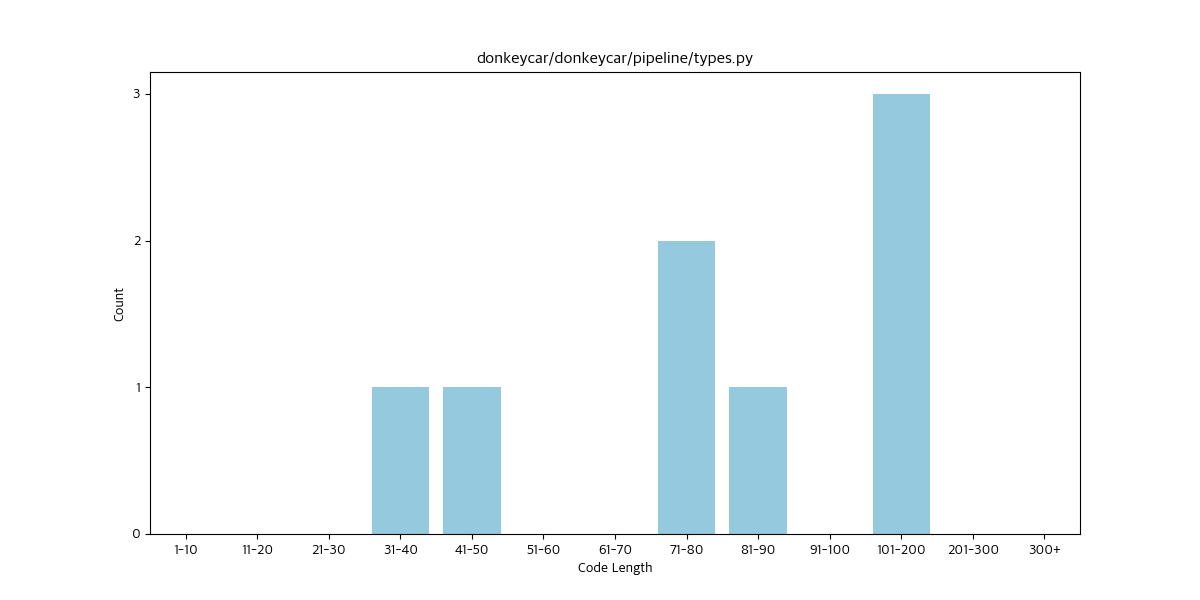 donkeycar/donkeycar/pipeline/types.py
3
2
1
0
Count
1-10 11-20 21-30 31-40 41-50 51-60 61-70 71-80 81-90 91-100 101-200 201-300 300+
Code Length